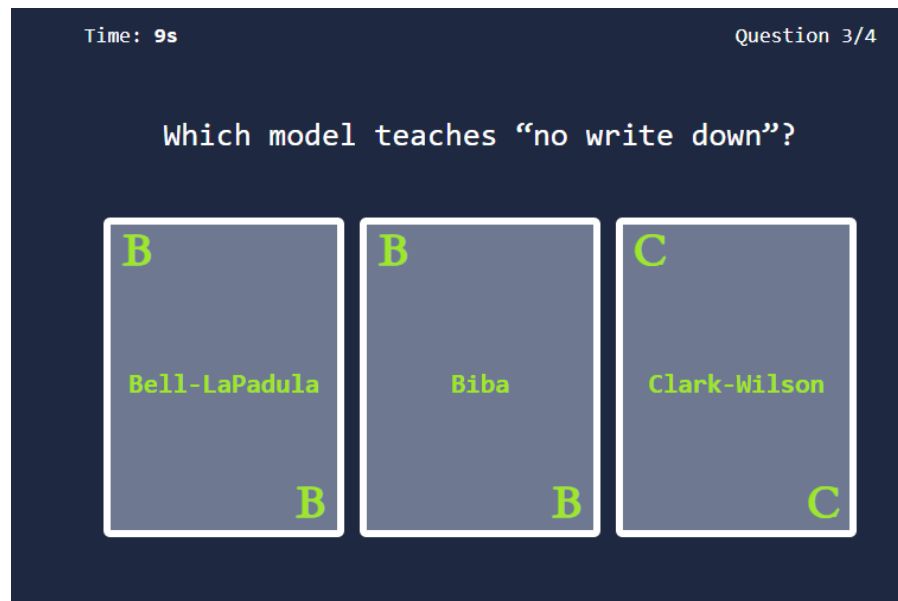 Time: 9s
Question 3/4
Which model teaches “no write down”?
B
Bell-LaPadula
B
B
Biba
B
C
Clark-Wilson
C